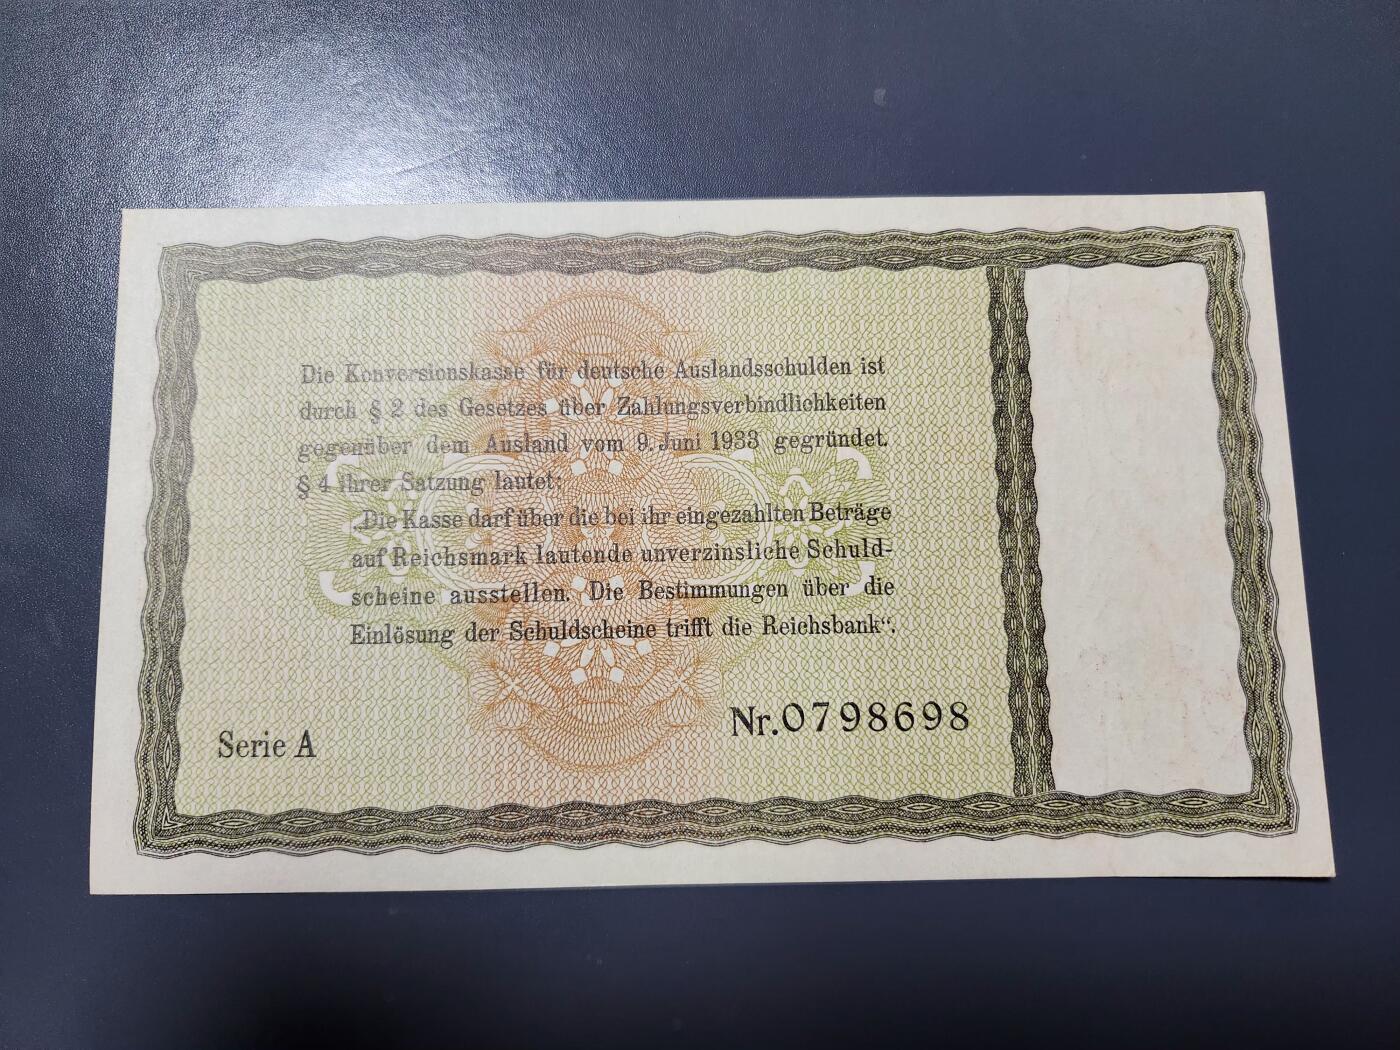 Die Konversionskasse für deutsche Auslandsschulden ist
durch § 2 des Gesetzes über Zahlungsverbindlichkeiten
gegenüber dem Ausland vom 9. Juni 1933 gegründet.
§ 4 ihrer Satzung lautet:
„Die Kasse darf über die bei ihr eingezahlten Beträge
auf Reichsmark lautende unverzinsliche Schuld-
scheine ausstellen. Die Bestimmungen über die
Einlösung der Schuldscheine trifft die Reichsbank“.
Nr.0798698
Serie A